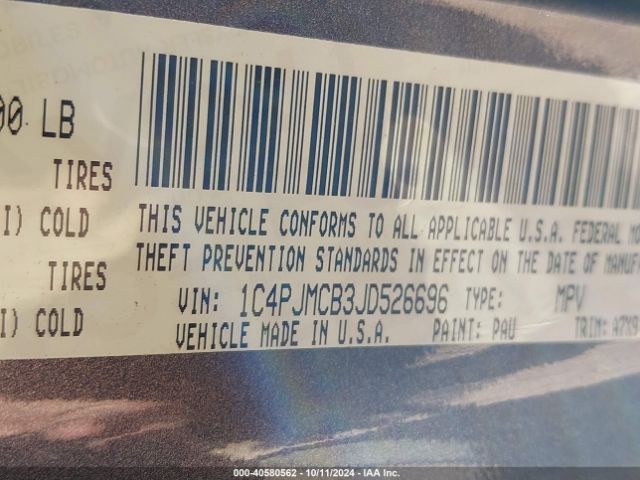 00 LB
TIRES
I) COLD
TIRES
I) COLD
THIS VEHICLE CONFORMS TO ALL APPLICABLE U.S.A. FEDERAL MO
THEFT PREVENTION STANDARDS IN EFFECT ON THE DATE OF MANUF
VIN: 1C4PJMCB3JD526696 TYPE: MPV
VEHICLE MADE IN U.S.A. PAINT: PAU TRIM:
000-40580562 - 10/11/2024 - IAA Inc.